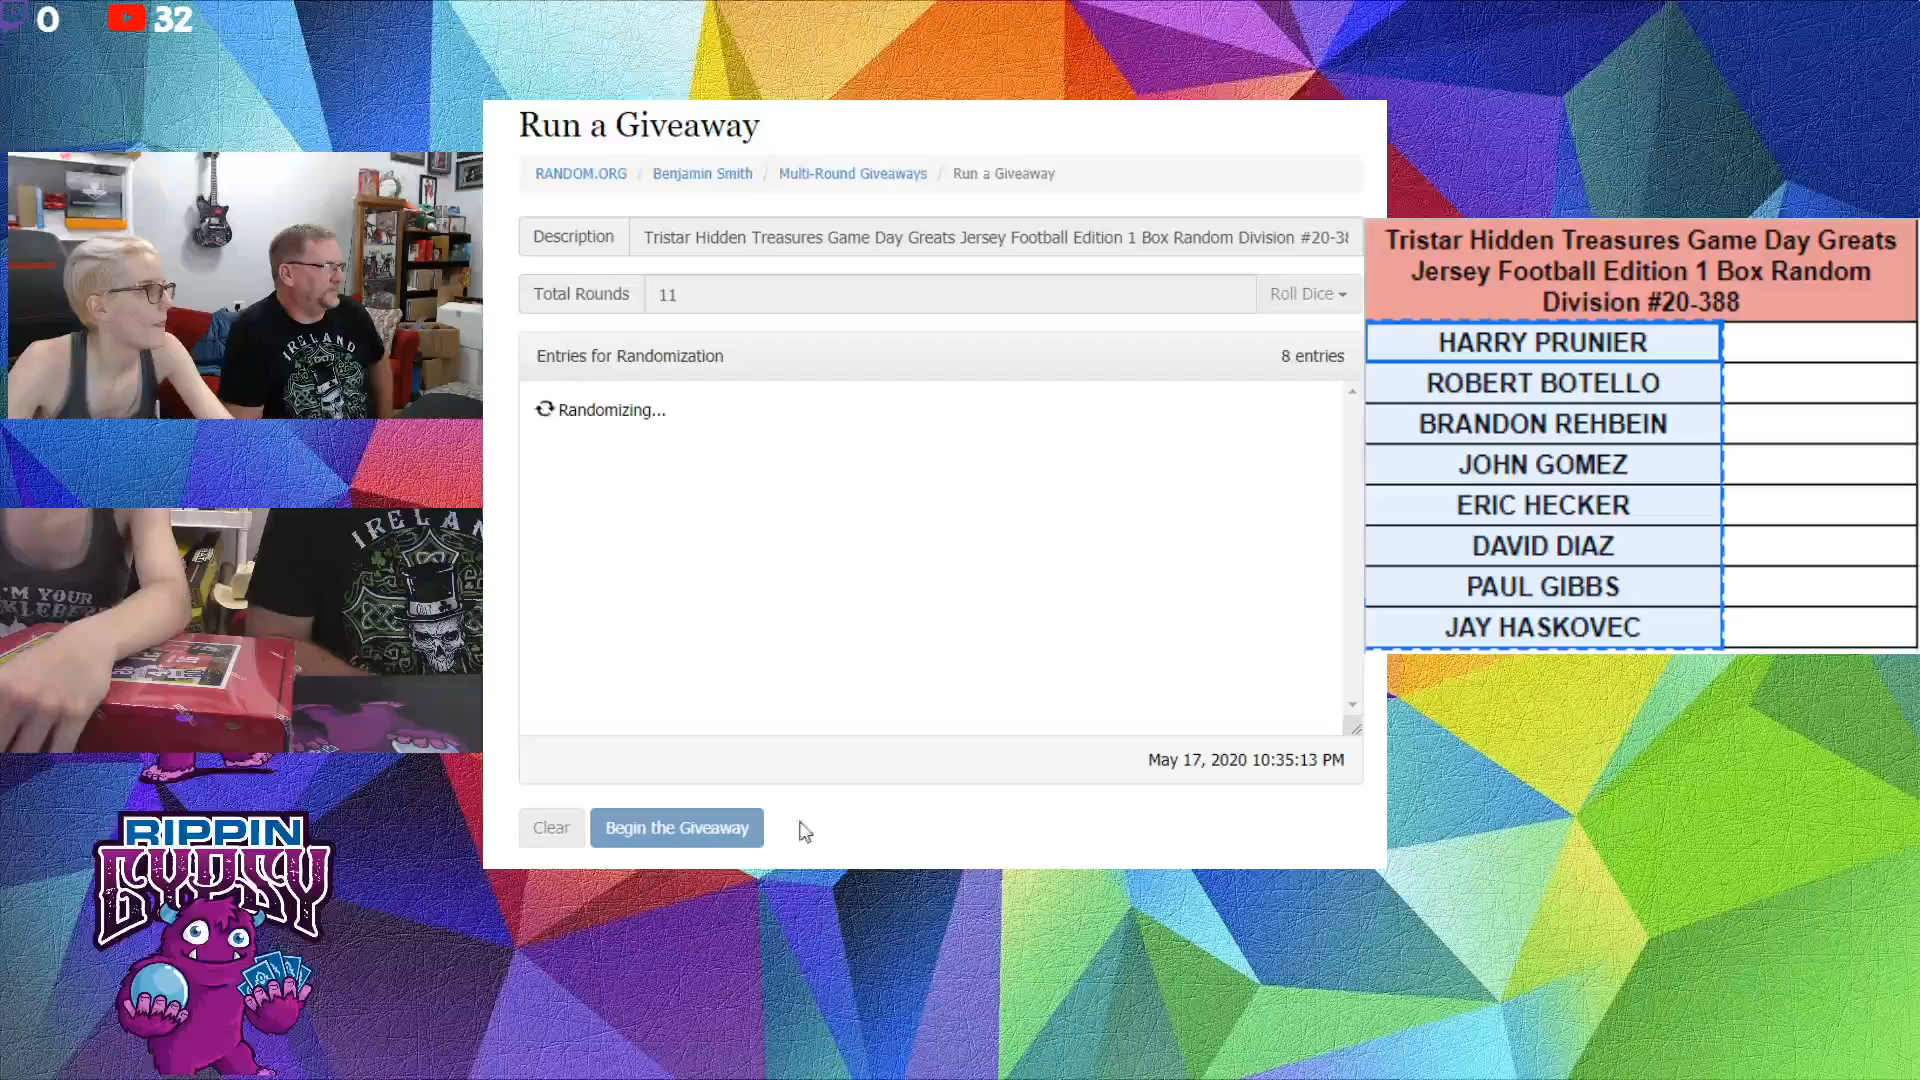 0
32
Run a Giveaway
RANDOM.ORG / Benjamin Smith / Multi-Round Giveaways / Run a Giveaway
Description Tristar Hidden Treasures Game Day Greats Jersey Football Edition 1 Box Random Division #20-38
Total Rounds 11 Roll Dice
Entries for Randomization 8 entries
Randomizing...
May 17, 2020 10:35:13 PM
Clear Begin the Giveaway
Tristar Hidden Treasures Game Day Greats
Jersey Football Edition 1 Box Random
Division #20-388
HARRY PRUNIER
ROBERT BOTELLO
BRANDON REHBEIN
JOHN GOMEZ
ERIC HECKER
DAVID DIAZ
PAUL GIBBS
JAY HASKOVEC
IRELAND
IRELAND
I'M YOUR
RIPPIN
GYPSY